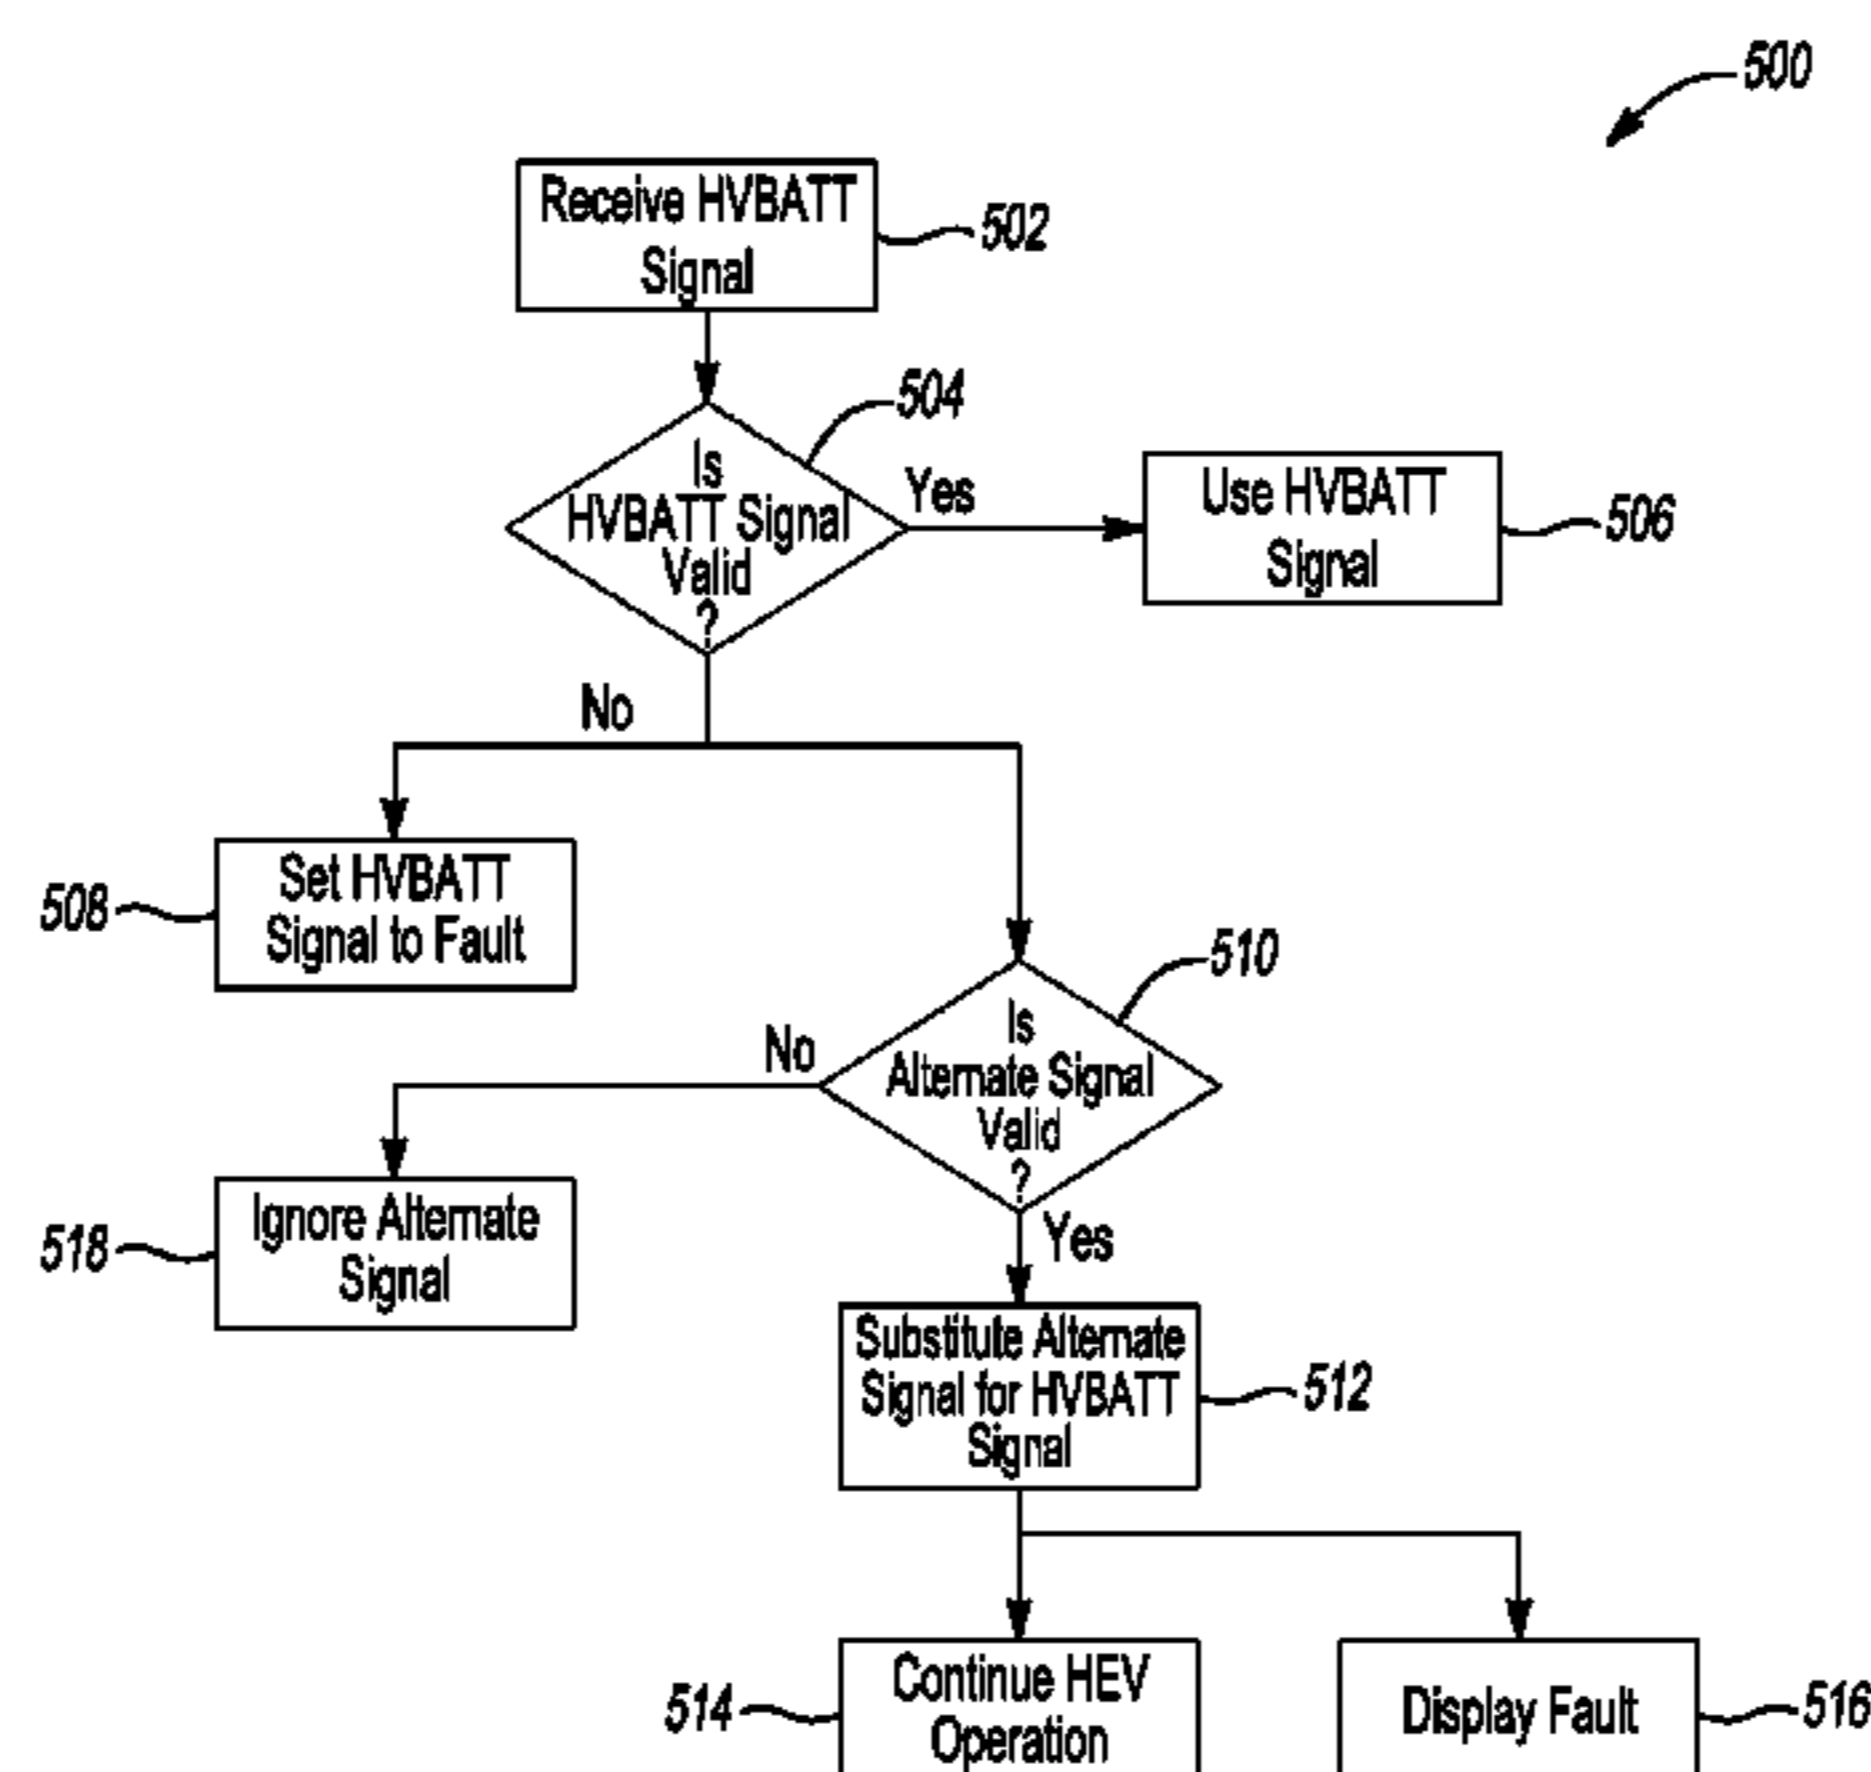 500
Receive HVBATT
Signal
502
504
Is
HVBATT Signal
Valid
?
Yes
Use HVBATT
Signal
506
No
508
Set HVBATT
Signal to Fault
510
Is
Alternate Signal
Valid
?
No
518
Ignore Alternate
Signal
Yes
Substitute Alternate
Signal for HVBATT
Signal
512
514
Continue HEV
Operation
Display Fault
516